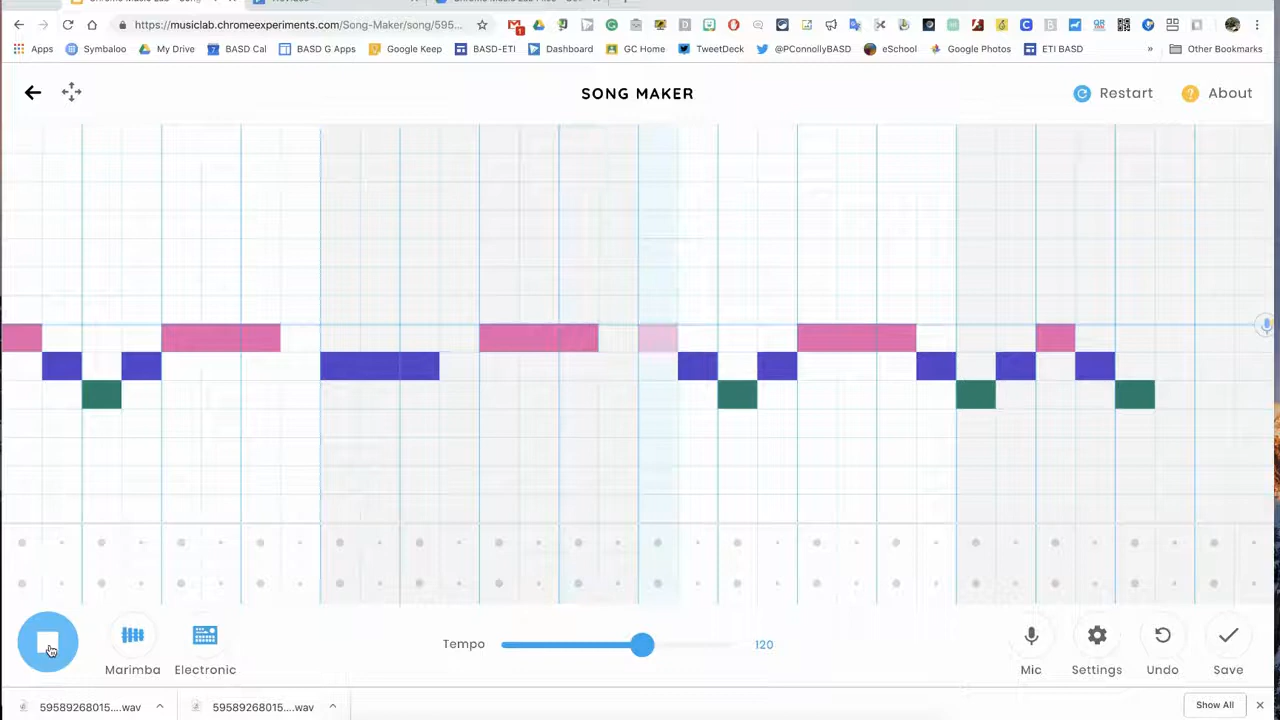 https://musiclab.chromeexperiments.com/Song-Maker/song/595...
Apps Symbaloo My Drive BASD Cal BASD G Apps Google Keep BASD-ETI Dashboard GC Home TweetDeck @PConnollyBASD eSchool Google Photos ETI BASD » Other Bookmarks
SONG MAKER
Restart
About
Tempo
120
Marimba
Electronic
Mic
Settings
Undo
Save
59589268015....wav
59589268015....wav
Show All